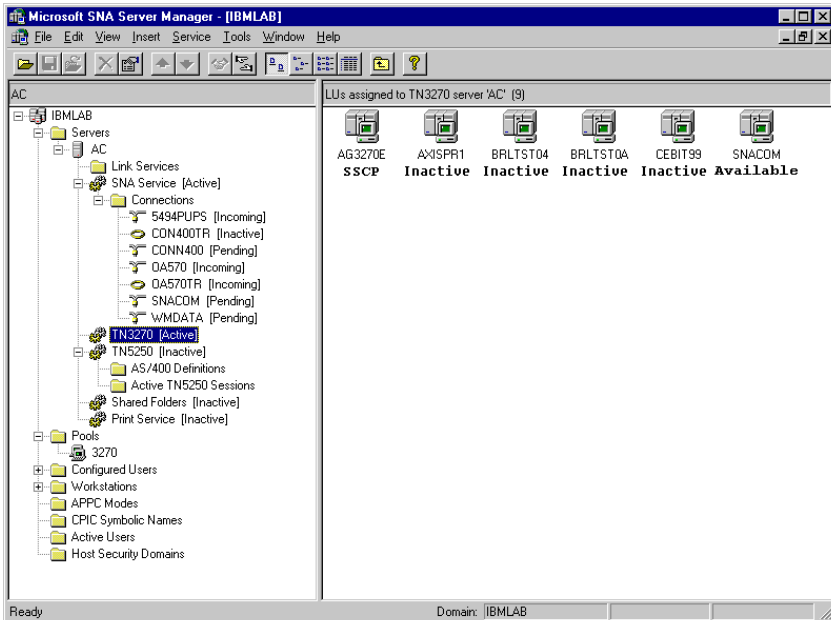 Microsoft SNA Server Manager - [IBMLAB]
File Edit View Insert Service Tools Window Help
AC
LUs assigned to TN3270 server 'AC' (9)
IBMLAB
Servers
AC
Link Services
SNA Service [Active]
Connections
5494PUPS [Incoming]
CON400TR [Inactive]
CONN400 [Pending]
OA570 [Incoming]
OA570TR [Incoming]
SNACOM [Pending]
WMDATA [Pending]
TN3270 [Active]
TN5250 [Inactive]
AS/400 Definitions
Active TN5250 Sessions
Shared Folders [Inactive]
Print Service [Inactive]
Pools
3270
Configured Users
Workstations
APPC Modes
CPIC Symbolic Names
Active Users
Host Security Domains
AG3270E AXISPR1 BRLTST04 BRLTST0A CEBIT99 SNACOM
SSCP Inactive Inactive Inactive Inactive Available
Ready Domain: IBMLAB